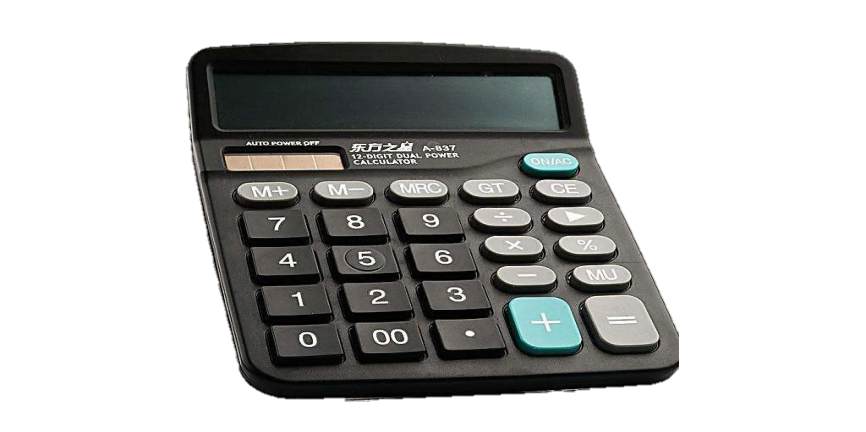 AUTO POWER OFF
东方之星 A-837
12-DIGIT DUAL POWER
CALCULATOR
ON/AC
M+ M− MRC GT CE
7 8 9 ÷ ▶
4 5 6 × %
1 2 3 − MU
0 00 . + =